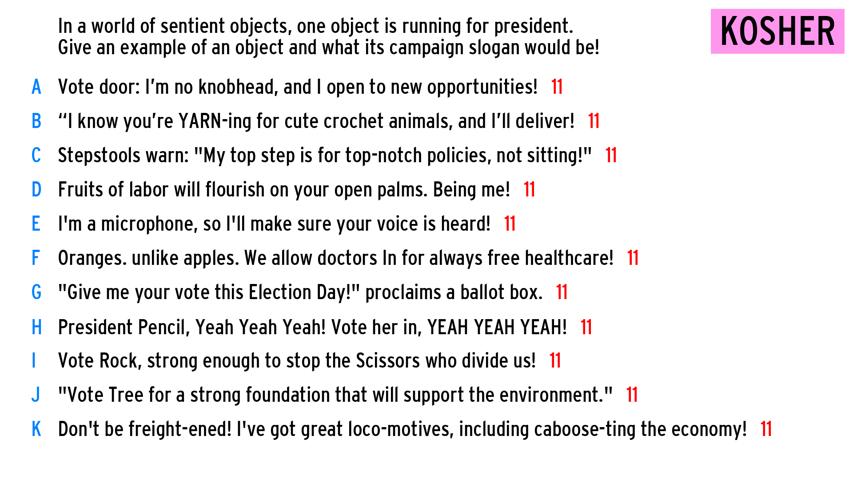 In a world of sentient objects, one object is running for president.
Give an example of an object and what its campaign slogan would be!
KOSHER
A Vote door: I'm no knobhead, and I open to new opportunities! 11
B “I know you're YARN-ing for cute crochet animals, and I'll deliver! 11
C Stepstools warn: "My top step is for top-notch policies, not sitting!" 11
D Fruits of labor will flourish on your open palms. Being me! 11
E I'm a microphone, so I'll make sure your voice is heard! 11
F Oranges. unlike apples. We allow doctors In for always free healthcare! 11
G "Give me your vote this Election Day!" proclaims a ballot box. 11
H President Pencil, Yeah Yeah Yeah! Vote her in, YEAH YEAH YEAH! 11
I Vote Rock, strong enough to stop the Scissors who divide us! 11
J "Vote Tree for a strong foundation that will support the environment." 11
K Don't be freight-ened! I've got great loco-motives, including caboose-ting the economy! 11